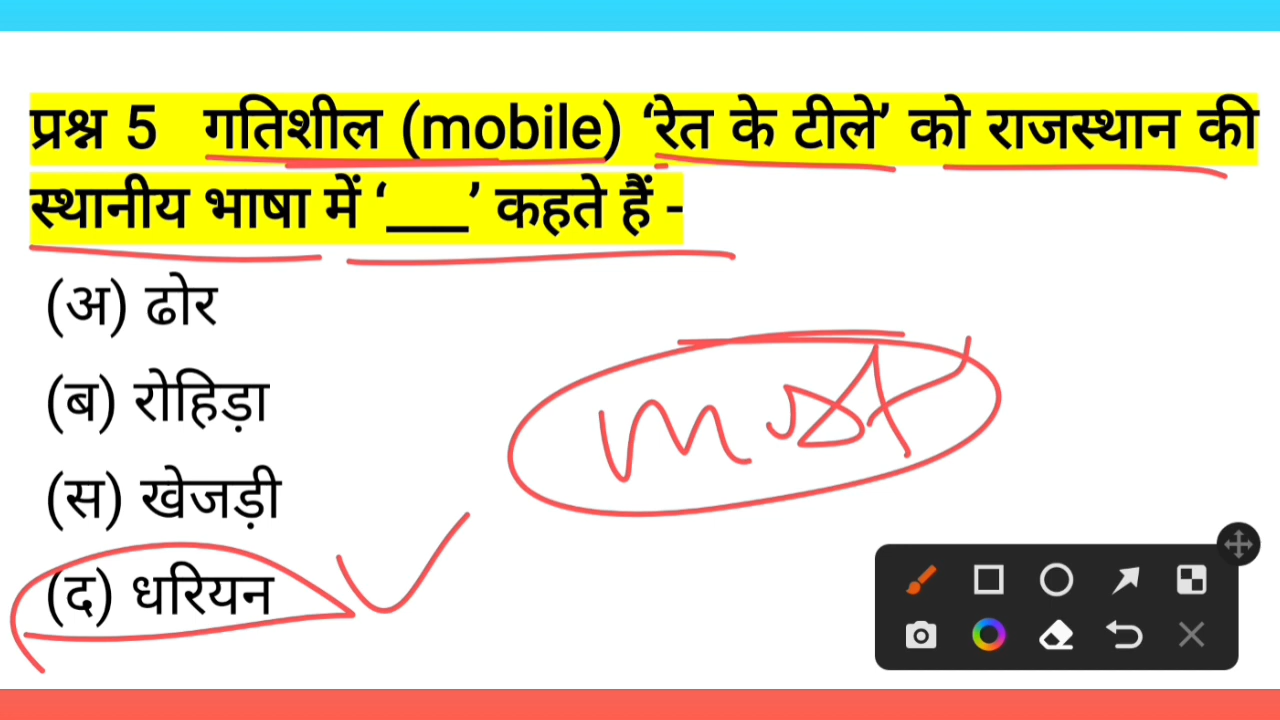 प्रश्न 5 गतिशील (mobile) ‘रेत के टीले’ को राजस्थान की
स्थानीय भाषा में ‘___’ कहते हैं -
(अ) ढोर
(ब) रोहिड़ा
(स) खेजड़ी
(द) धरियन